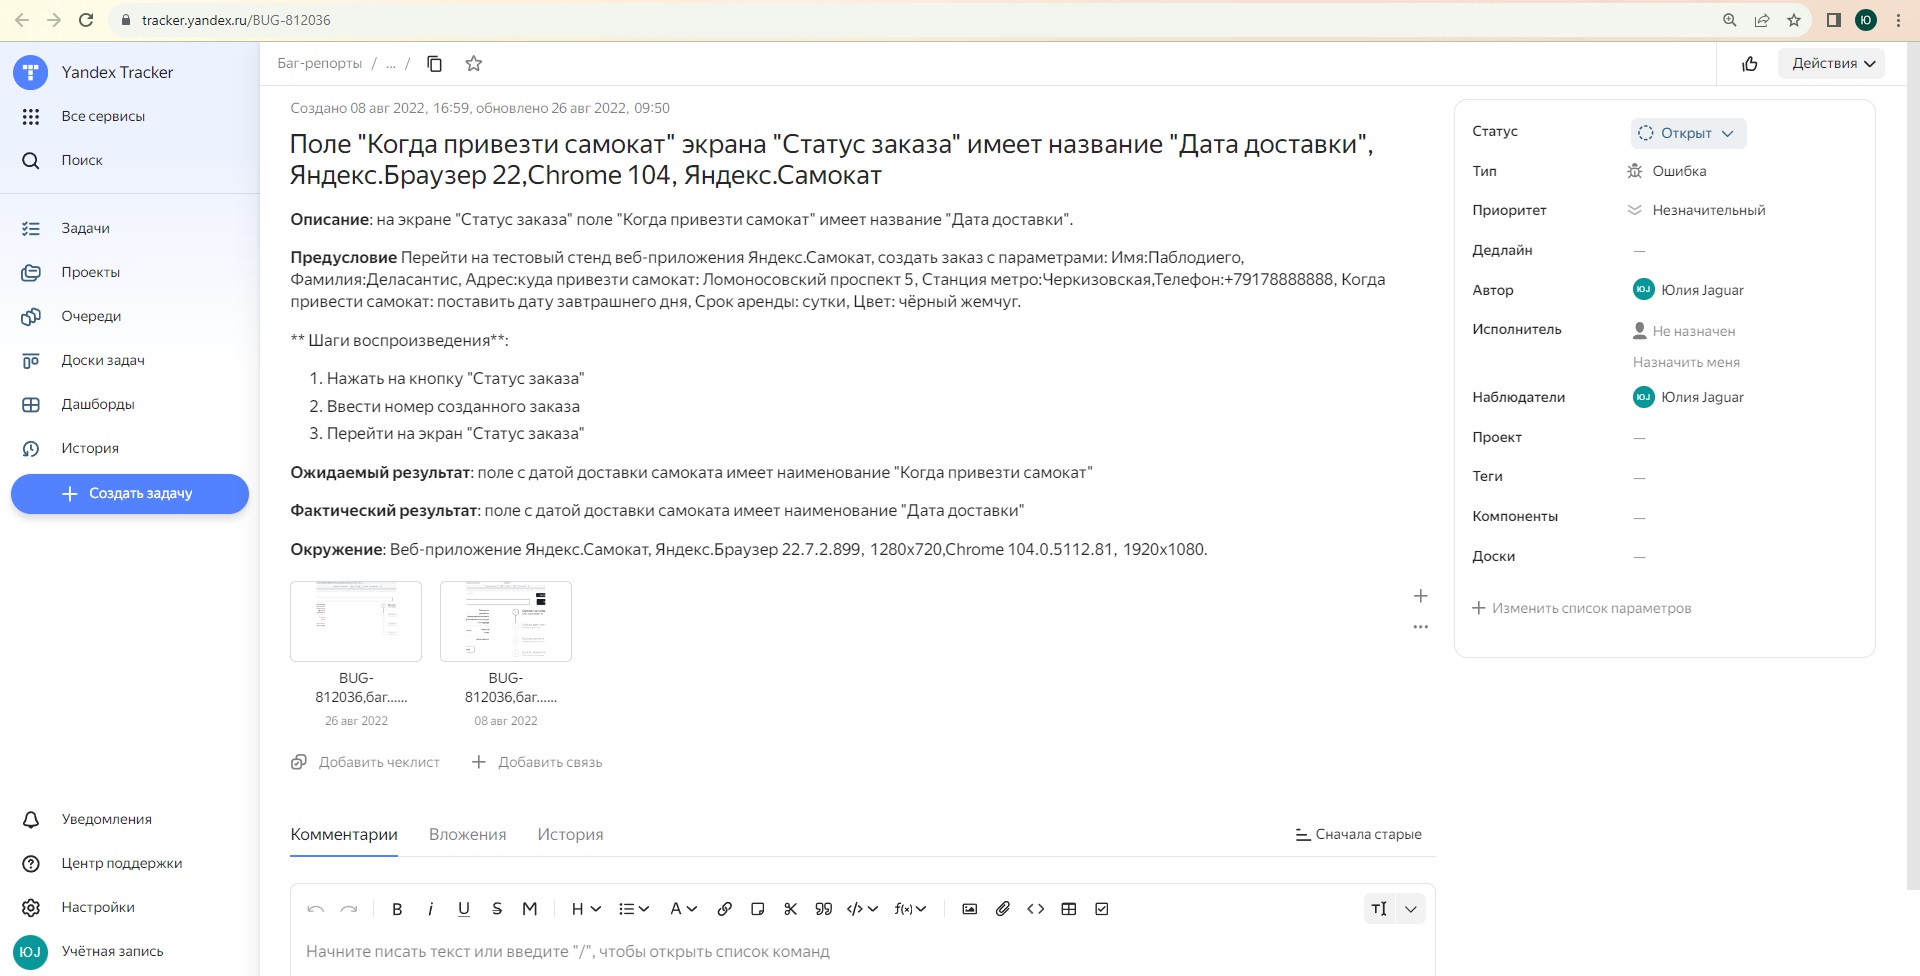 tracker.yandex.ru/BUG-812036
Ю
Yandex Tracker
Все сервисы
Поиск
Задачи
Проекты
Очереди
Доски задач
Дашборды
История
Создать задачу
Уведомления
Центр поддержки
Настройки
ЮJ Учётная запись
Баг-репорты / ... /
Действия
Создано 08 авг 2022, 16:59, обновлено 26 авг 2022, 09:50
Поле "Когда привезти самокат" экрана "Статус заказа" имеет название "Дата доставки",
Яндекс.Браузер 22,Chrome 104, Яндекс.Самокат
Описание: на экране "Статус заказа" поле "Когда привезти самокат" имеет название "Дата доставки".
Предусловие Перейти на тестовый стенд веб-приложения Яндекс.Самокат, создать заказ с параметрами: Имя:Паблодиего,
Фамилия:Деласантис, Адрес:куда привезти самокат: Ломоносовский проспект 5, Станция метро:Черкизовская,Телефон:+79178888888, Когда
привести самокат: поставить дату завтрашнего дня, Срок аренды: сутки, Цвет: чёрный жемчуг.
** Шаги воспроизведения**:
1. Нажать на кнопку "Статус заказа"
2. Ввести номер созданного заказа
3. Перейти на экран "Статус заказа"
Ожидаемый результат: поле с датой доставки самоката имеет наименование "Когда привезти самокат"
Фактический результат: поле с датой доставки самоката имеет наименование "Дата доставки"
Окружение: Веб-приложение Яндекс.Самокат, Яндекс.Браузер 22.7.2.899, 1280x720,Chrome 104.0.5112.81, 1920x1080.
BUG-
812036,баг......
26 авг 2022
BUG-
812036,баг......
08 авг 2022
Добавить чеклист
Добавить связь
Комментарии Вложения История
Сначала старые
B i U S M H A f(x) TI
Начните писать текст или введите "/", чтобы открыть список команд
Статус Открыт
Тип Ошибка
Приоритет Незначительный
Дедлайн —
Автор ЮJ Юлия Jaguar
Исполнитель Не назначен
Назначить меня
Наблюдатели ЮJ Юлия Jaguar
Проект —
Теги —
Компоненты —
Доски —
Изменить список параметров